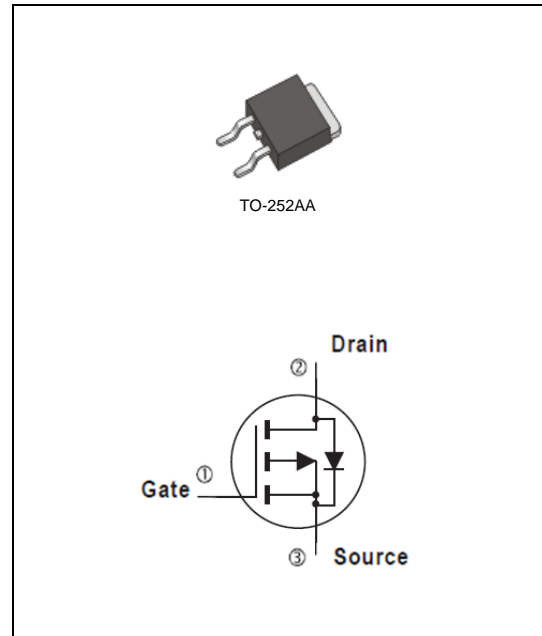 TO-252AA
Drain
②
Gate ①
③ Source